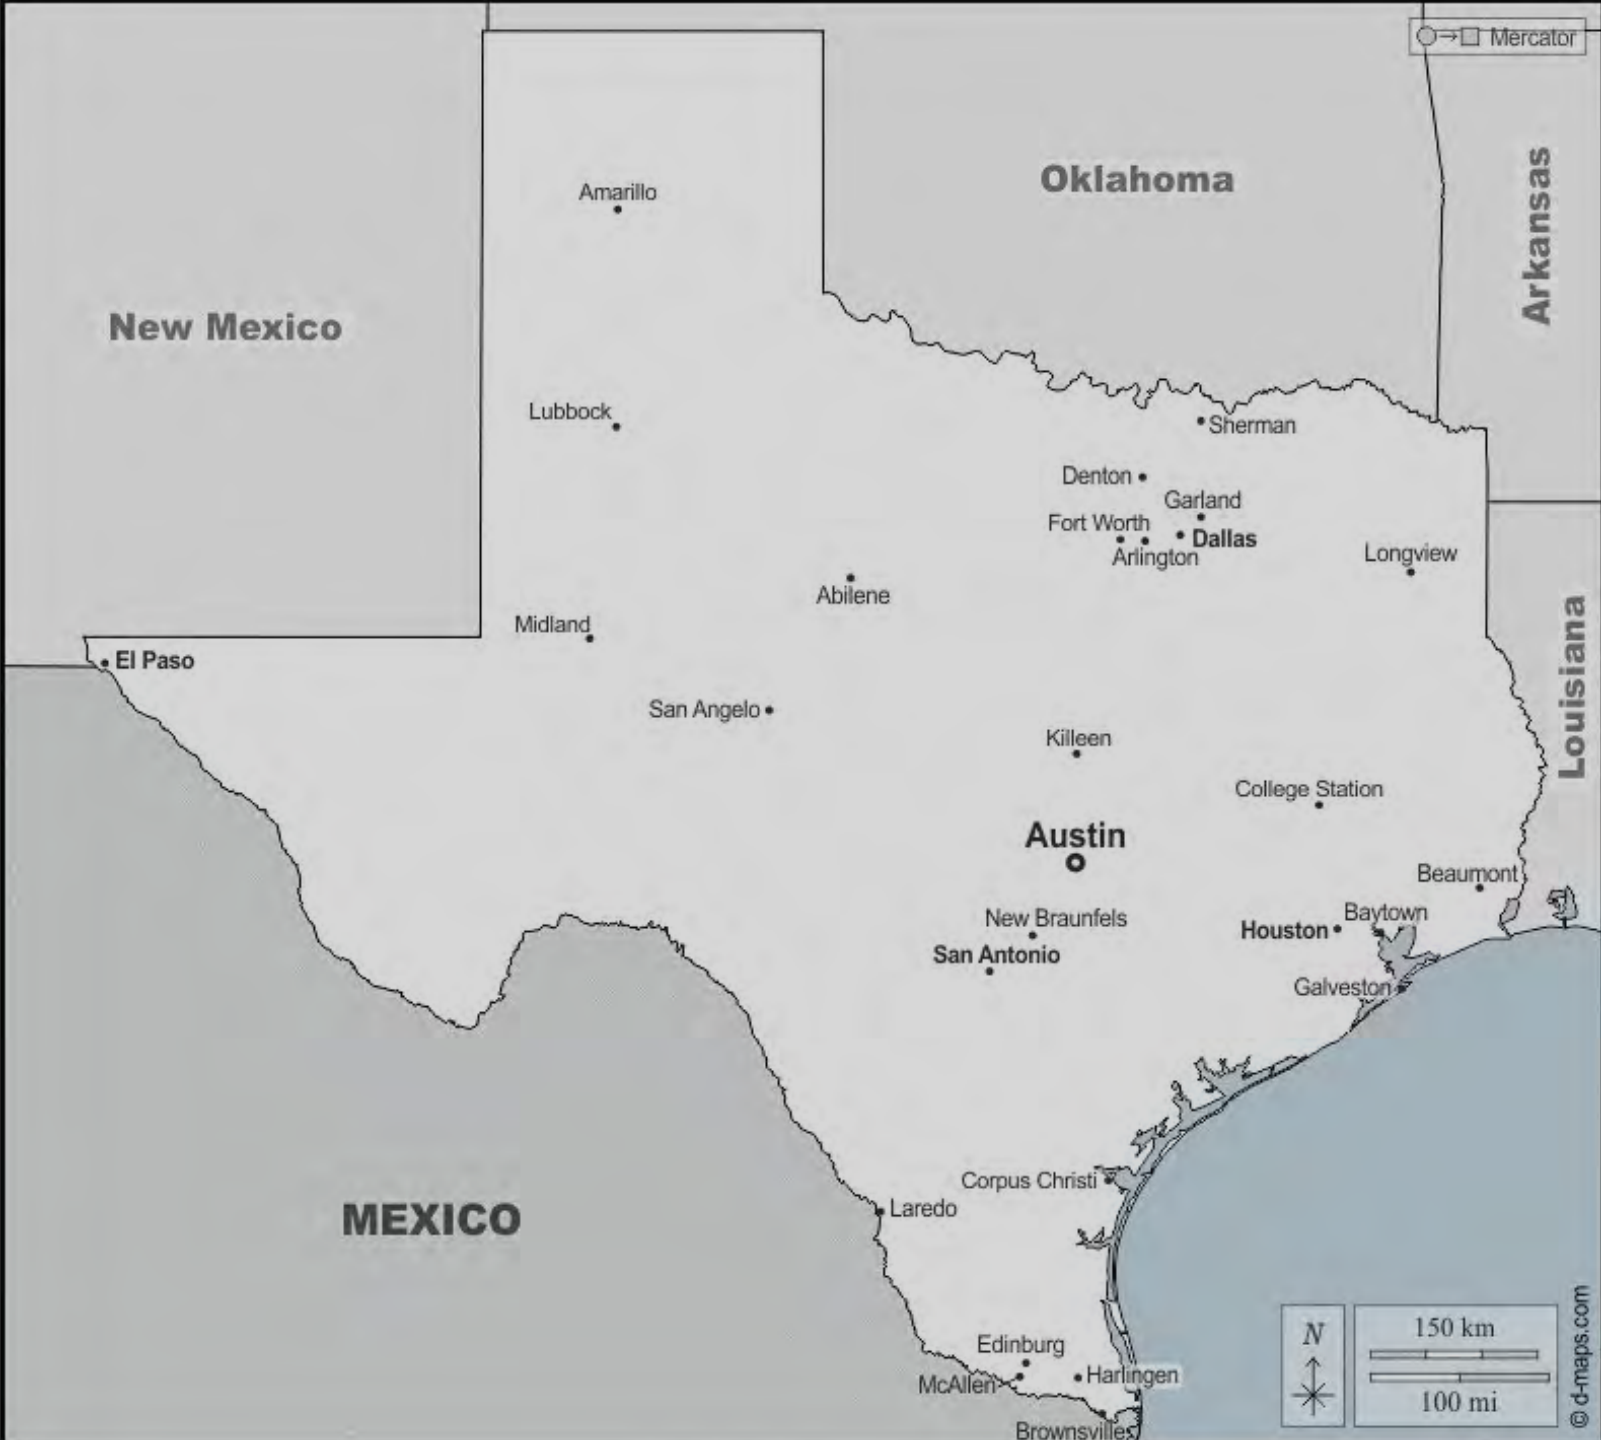 Mercator
Arkansas
Oklahoma
Amarillo
New Mexico
Lubbock
Sherman
Denton
Garland
Fort Worth
Dallas
Arlington
Longview
Abilene
Louisiana
Midland
El Paso
San Angelo
Killeen
College Station
Austin
Beaumont
Baytown
New Braunfels
Houston
San Antonio
Galveston
Corpus Christi
Laredo
MEXICO
N
150 km
100 mi
© d-maps.com
Edinburg
Harlingen
McAllen
Brownsville